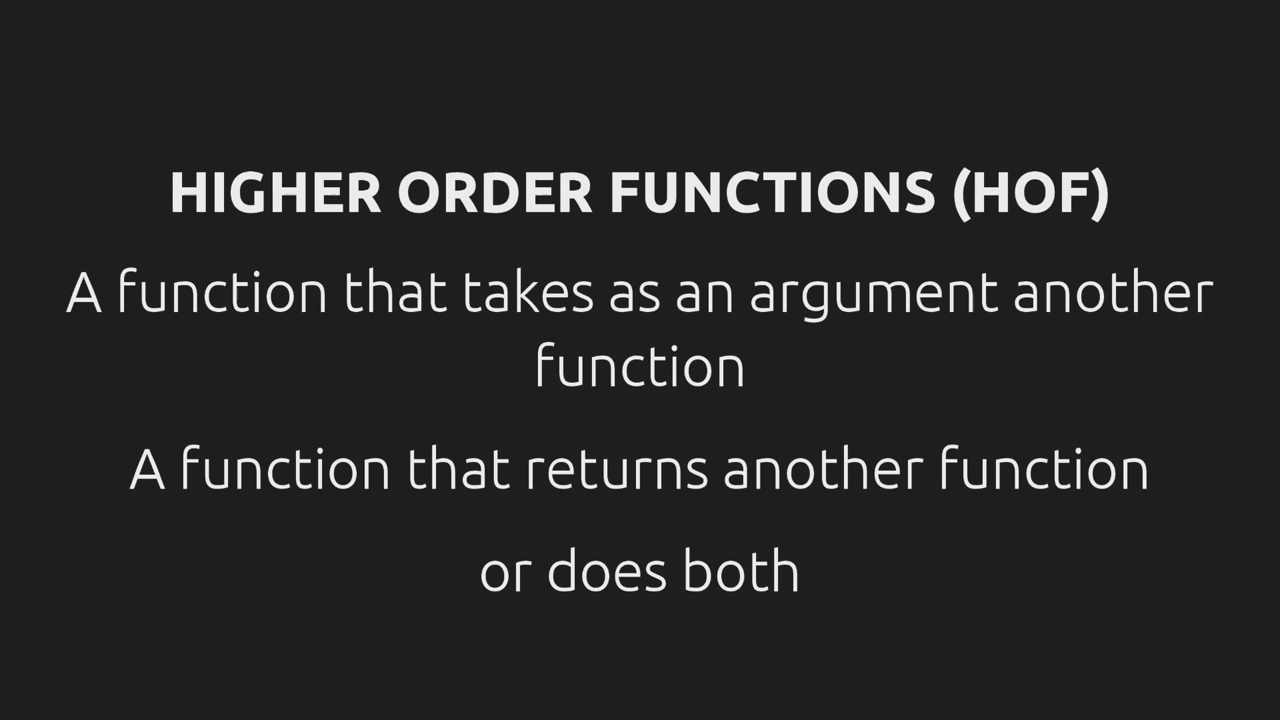 HIGHER ORDER FUNCTIONS (HOF)
A function that takes as an argument another
function
A function that returns another function
or does both